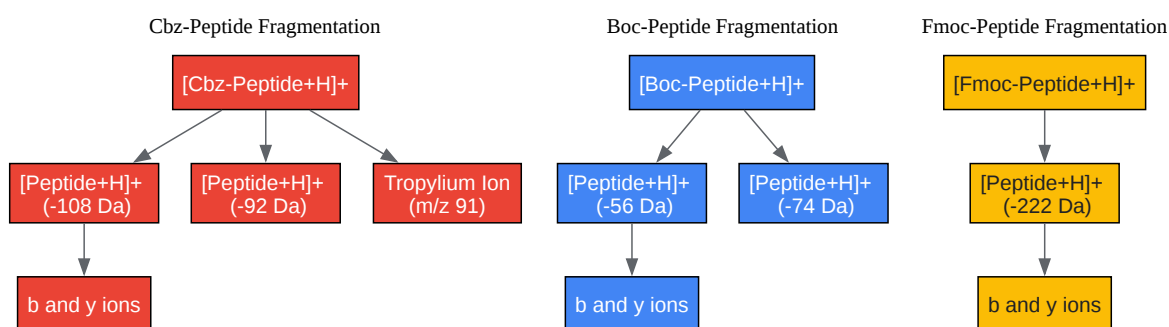 Cbz-Peptide Fragmentation
Boc-Peptide Fragmentation
Fmoc-Peptide Fragmentation
[Cbz-Peptide+H]+
[Boc-Peptide+H]+
[Fmoc-Peptide+H]+
[Peptide+H]+
(-108 Da)
[Peptide+H]+
(-92 Da)
Tropylium Ion
(m/z 91)
[Peptide+H]+
(-56 Da)
[Peptide+H]+
(-74 Da)
[Peptide+H]+
(-222 Da)
b and y ions
b and y ions
b and y ions